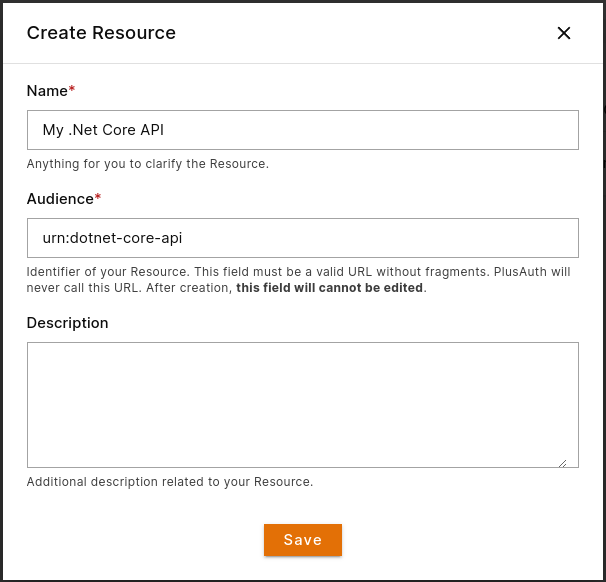 Create Resource
Name*
My .Net Core API
Anything for you to clarify the Resource.
Audience*
urn:dotnet-core-api
Identifier of your Resource. This field must be a valid URL without fragments. PlusAuth will
never call this URL. After creation, this field will cannot be edited.
Description
Additional description related to your Resource.
Save